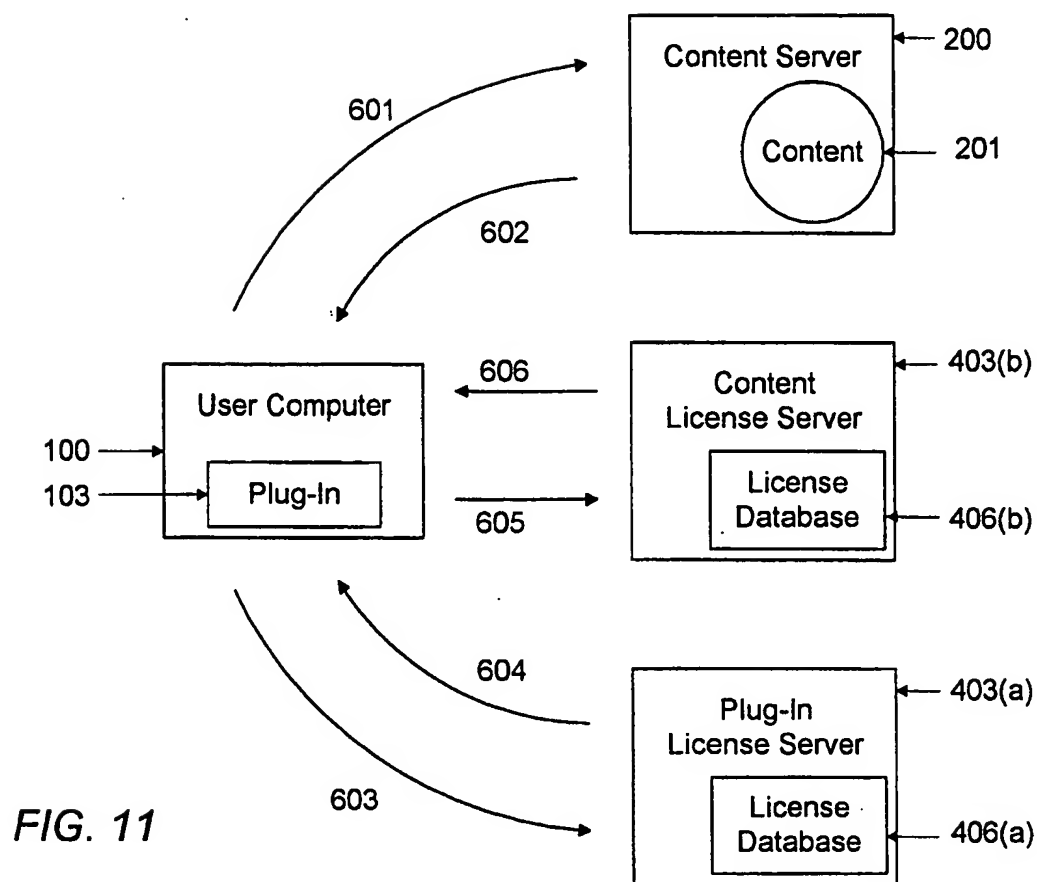 Content Server
200
Content
201
601
602
User Computer
100
Plug-In
103
606
605
Content
License Server
403(b)
License
Database
406(b)
604
603
Plug-In
License Server
403(a)
License
Database
406(a)
FIG. 11